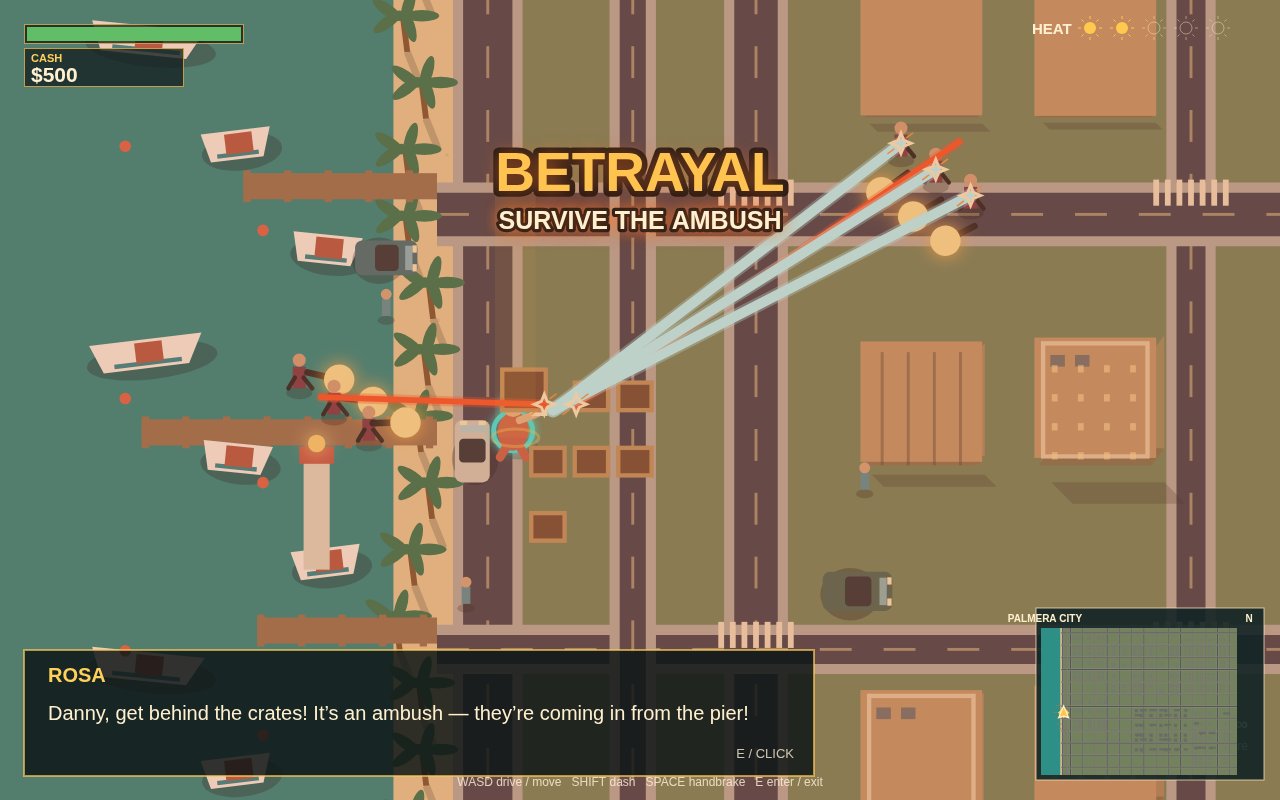 CASH
$500
HEAT
BETRAYAL
SURVIVE THE AMBUSH
PALMERA CITY
N
ROSA
Danny, get behind the crates! It’s an ambush — they’re coming in from the pier!
E / CLICK
WASD drive / move SHIFT dash SPACE handbrake E enter / exit